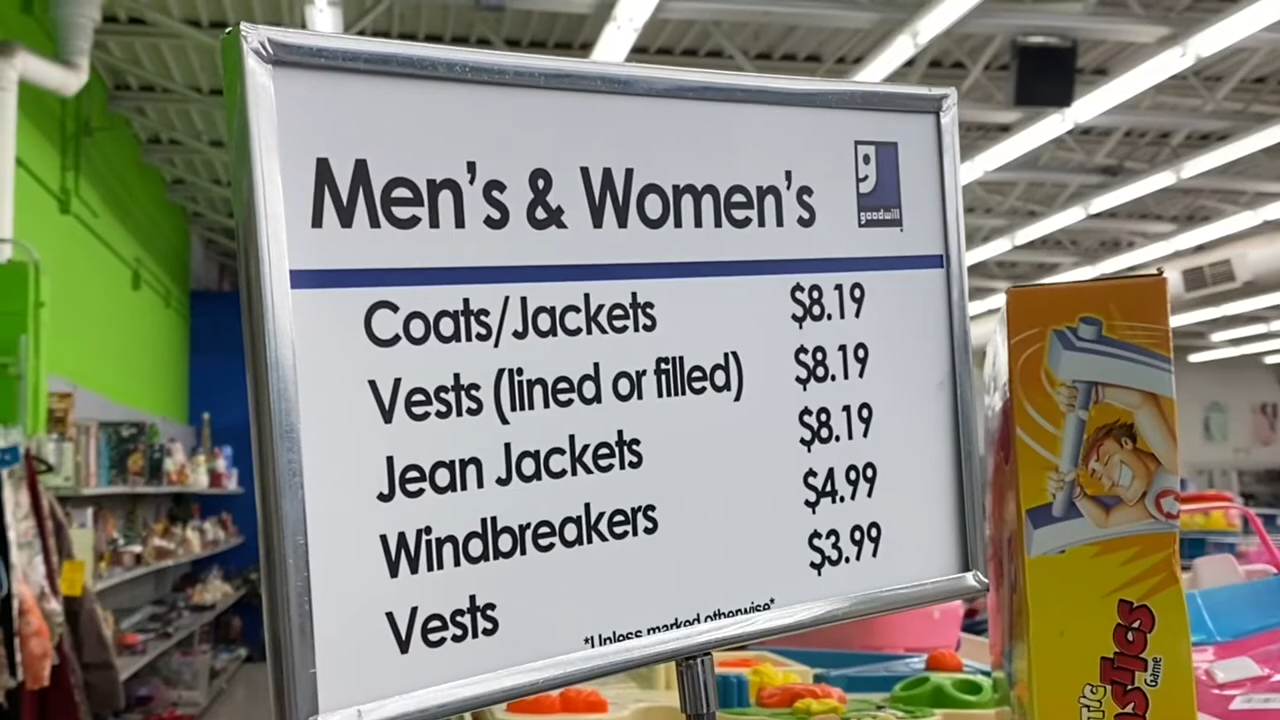 Men's & Women's
goodwill
Coats/Jackets $8.19
Vests (lined or filled) $8.19
Jean Jackets $8.19
Windbreakers $4.99
Vests $3.99
*Unless marked otherwise*
Game